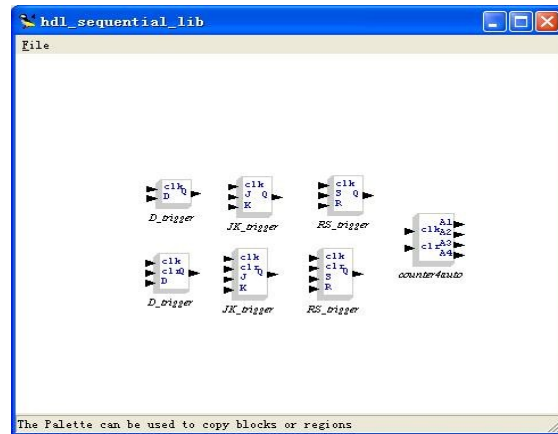 hdl_sequential_lib
File
clk Q
D
D_trigger
clk
J Q
K
JK_trigger
clk
S Q
R
RS_trigger
clk
clr Q
D
D_trigger
clk
clr Q
J
K
JK_trigger
clk
clr Q
S
R
RS_trigger
A1
clk A2
clr A3
A4
counter4auto
The Palette can be used to copy blocks or regions